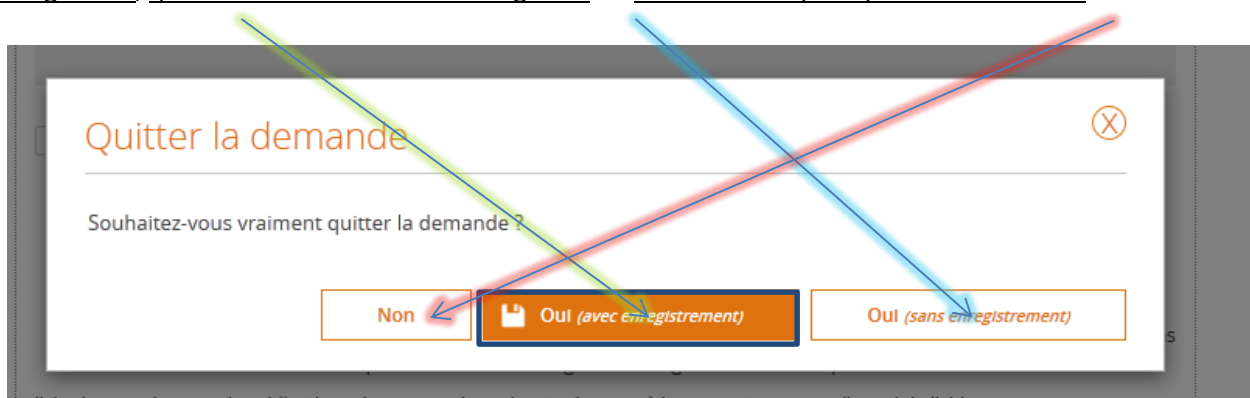 Quitter la demande
X
Souhaitez-vous vraiment quitter la demande ?
Non
Oui (avec enregistrement)
Oui (sans enregistrement)